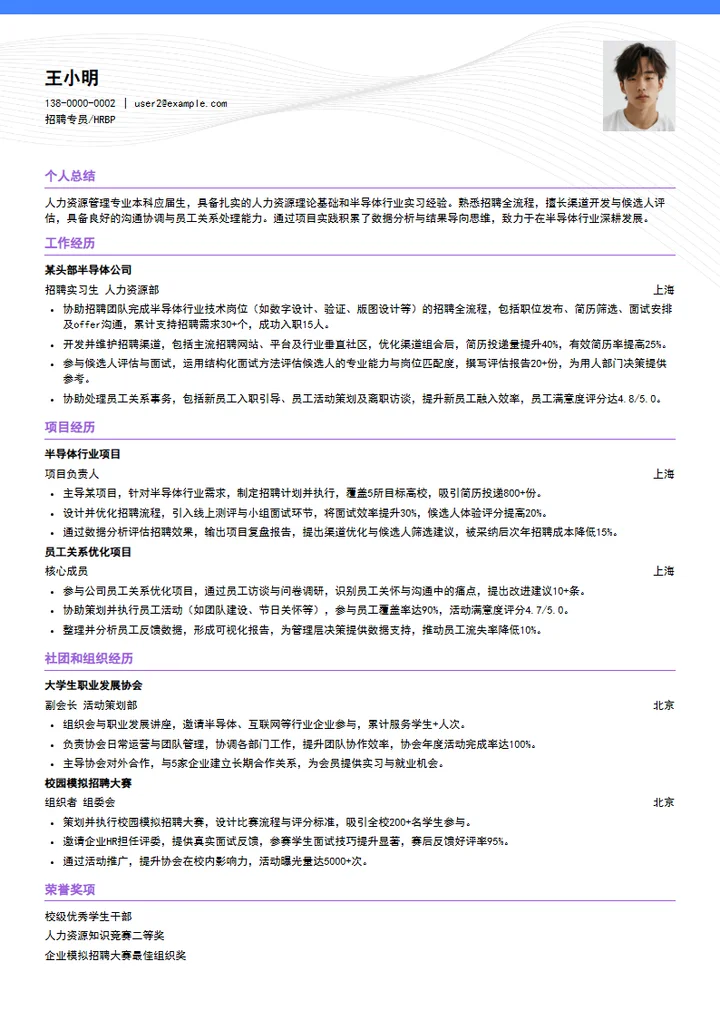 王小明
138-0000-0002 | user2@example.com
招聘专员/HRBP
个人总结
人力资源管理专业本科应届生，具备扎实的人力资源理论基础和半导体行业实习经验。熟悉招聘全流程，擅长渠道开发与候选人评
估，具备良好的沟通协调与员工关系处理能力。通过项目实践积累了数据分析与结果导向思维，致力于在半导体行业深耕发展。
工作经历
某头部半导体公司
招聘实习生 人力资源部 上海
• 协助招聘团队完成半导体行业技术岗位（如数字设计、验证、版图设计等）的招聘全流程，包括职位发布、简历筛选、面试安排
及offer沟通，累计支持招聘需求30+个，成功入职15人。
• 开发并维护招聘渠道，包括主流招聘网站、平台及行业垂直社区，优化渠道组合后，简历投递量提升40%，有效简历率提高25%。
• 参与候选人评估与面试，运用结构化面试方法评估候选人的专业能力与岗位匹配度，撰写评估报告20+份，为用人部门决策提供
参考。
• 协助处理员工关系事务，包括新员工入职引导、员工活动策划及离职访谈，提升新员工融入效率，员工满意度评分达4.8/5.0。
项目经历
半导体行业项目
项目负责人 上海
• 主导某项目，针对半导体行业需求，制定招聘计划并执行，覆盖5所目标高校，吸引简历投递800+份。
• 设计并优化招聘流程，引入线上测评与小组面试环节，将面试效率提升30%，候选人体验评分提高20%。
• 通过数据分析评估招聘效果，输出项目复盘报告，提出渠道优化与候选人筛选建议，被采纳后次年招聘成本降低15%。
员工关系优化项目
核心成员 上海
• 参与公司员工关系优化项目，通过员工访谈与问卷调研，识别员工关怀与沟通中的痛点，提出改进建议10+条。
• 协助策划并执行员工活动（如团队建设、节日关怀等），参与员工覆盖率达90%，活动满意度评分4.7/5.0。
• 整理并分析员工反馈数据，形成可视化报告，为管理层决策提供数据支持，推动员工流失率降低10%。
社团和组织经历
大学生职业发展协会
副会长 活动策划部 北京
• 组织会与职业发展讲座，邀请半导体、互联网等行业企业参与，累计服务学生+人次。
• 负责协会日常运营与团队管理，协调各部门工作，提升团队协作效率，协会年度活动完成率达100%。
• 主导协会对外合作，与5家企业建立长期合作关系，为会员提供实习与就业机会。
校园模拟招聘大赛
组织者 组委会 北京
• 策划并执行校园模拟招聘大赛，设计比赛流程与评分标准，吸引全校200+名学生参与。
• 邀请企业HR担任评委，提供真实面试反馈，参赛学生面试技巧提升显著，赛后反馈好评率95%。
• 通过活动推广，提升协会在校内影响力，活动曝光量达5000+次。
荣誉奖项
校级优秀学生干部
人力资源知识竞赛二等奖
企业模拟招聘大赛最佳组织奖